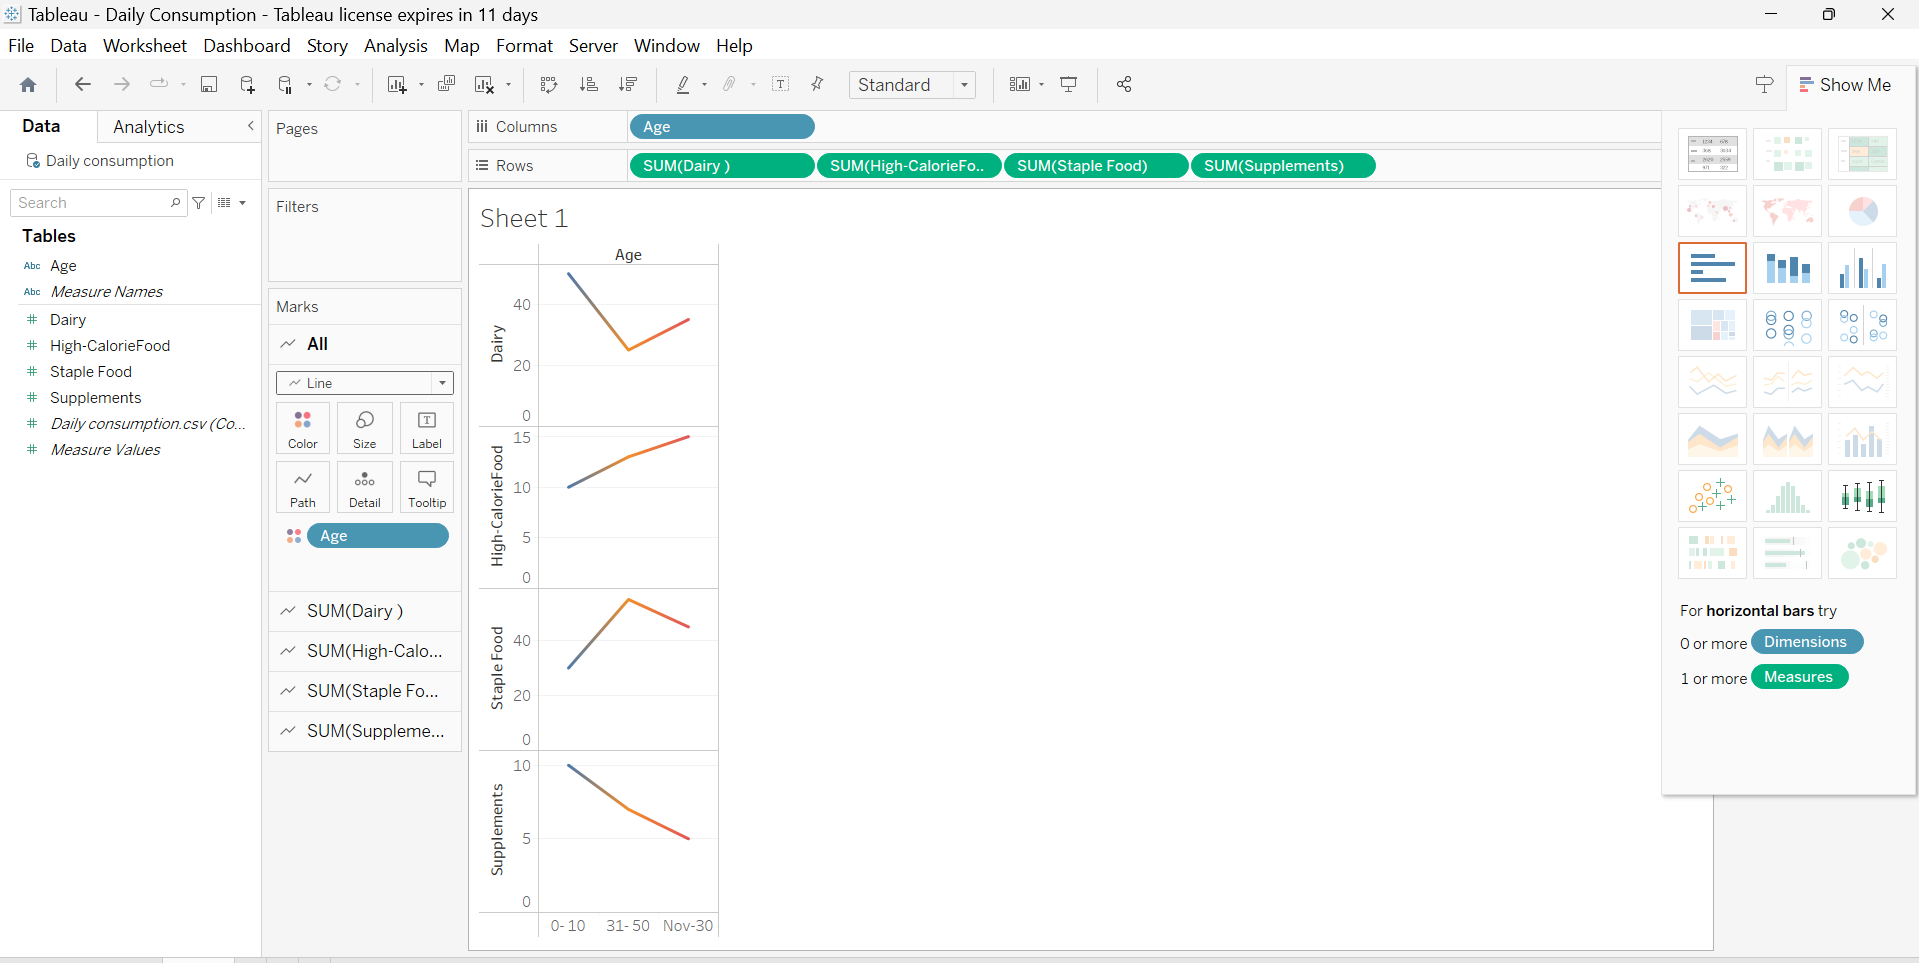 Tableau - Daily Consumption - Tableau license expires in 11 days
File Data Worksheet Dashboard Story Analysis Map Format Server Window Help
Standard
Show Me
Data
Analytics
Daily consumption
Search
Tables
Abc Age
Abc Measure Names
Dairy
High-CalorieFood
Staple Food
Supplements
Daily consumption.csv (Co...
Measure Values
Pages
Filters
Marks
All
Line
Color Size Label
Path Detail Tooltip
Age
SUM(Dairy )
SUM(High-Calo...
SUM(Staple Fo...
SUM(Suppleme...
Columns Age
Rows SUM(Dairy ) SUM(High-CalorieFo.. SUM(Staple Food) SUM(Supplements)
Sheet 1
Age
Dairy
40
20
0
High-CalorieFood
15
10
5
0
Staple Food
40
20
0
Supplements
10
5
0
0- 10 31- 50 Nov-30
For horizontal bars try
0 or more Dimensions
1 or more Measures